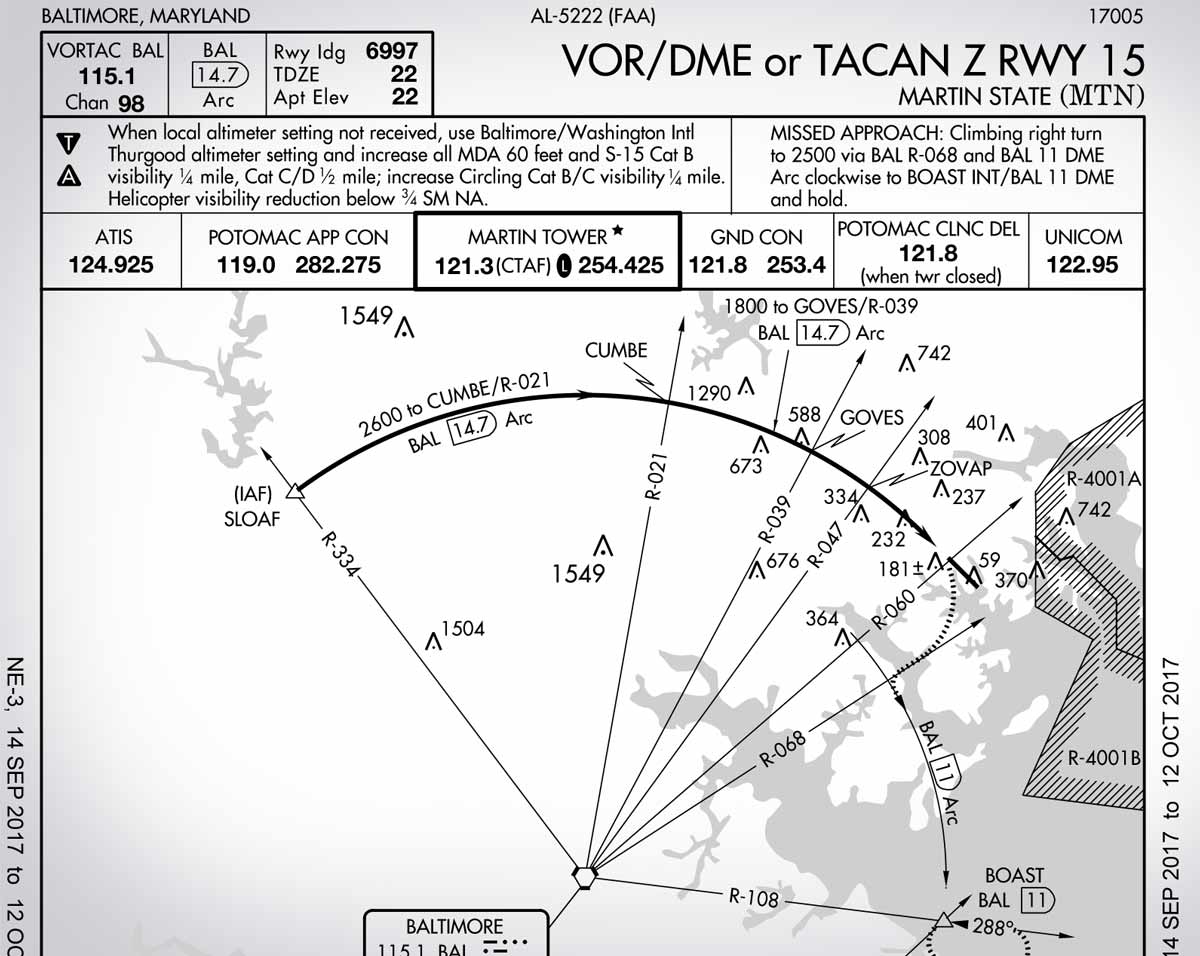 BALTIMORE, MARYLAND
AL-5222 (FAA)
17005
VORTAC BAL
115.1
Chan 98
BAL
14.7
Arc
Rwy ldg 6997
TDZE 22
Apt Elev 22
VOR/DME or TACAN Z RWY 15
MARTIN STATE (MTN)
T
A
When local altimeter setting not received, use Baltimore/Washington Intl
Thurgood altimeter setting and increase all MDA 60 feet and S-15 Cat B
visibility ¼ mile, Cat C/D ½ mile; increase Circling Cat B/C visibility ¼ mile.
Helicopter visibility reduction below ¾ SM NA.
MISSED APPROACH: Climbing right turn
to 2500 via BAL R-068 and BAL 11 DME
Arc clockwise to BOAST INT/BAL 11 DME
and hold.
ATIS
124.925
POTOMAC APP CON
119.0 282.275
MARTIN TOWER ★
121.3 (CTAF) L 254.425
GND CON
121.8 253.4
POTOMAC CLNC DEL
121.8
(when twr closed)
UNICOM
122.95
1800 to GOVES/R-039
BAL 14.7 Arc
1549
CUMBE
742
2600 to CUMBE/R-021
BAL 14.7 Arc
1290
588
GOVES
401
308
673
R-021
ZOVAP
R-4001A
(IAF)
SLOAF
334
237
742
R-039
232
R-047
R-334
1549
676
181±
59
370
R-060
364
1504
R-068
BAL 11 Arc
R-4001B
R-108
BOAST
BAL 11
288°
BALTIMORE
115.1 BAL
NE-3, 14 SEP 2017 to 12 OC
14 SEP 2017 to 12 OCT 2017